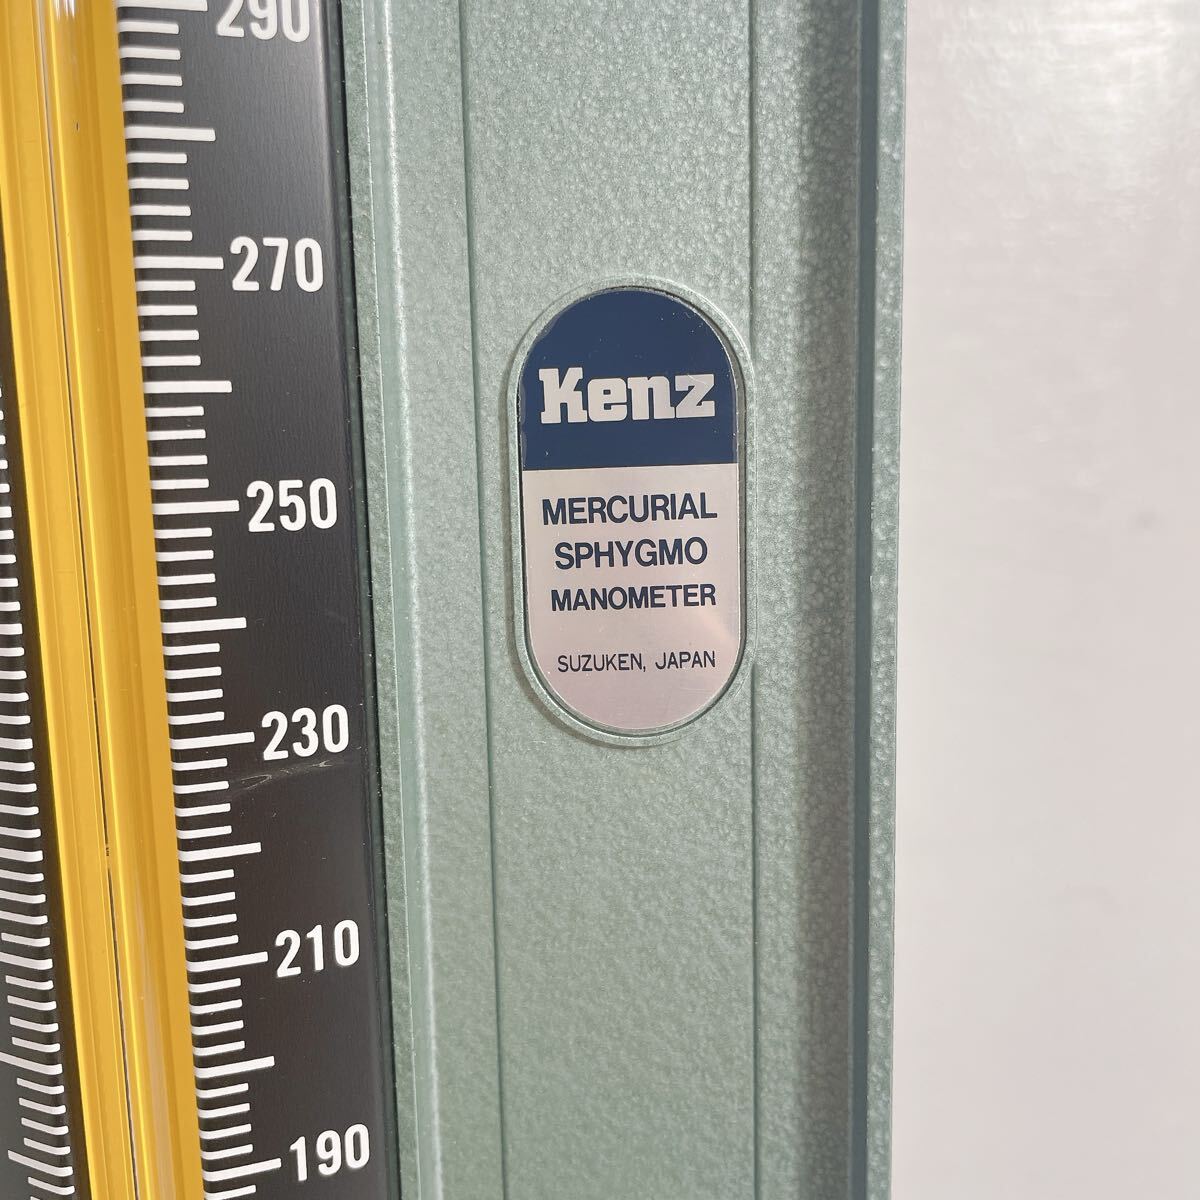 290
270
250
230
210
190
Kenz
MERCURIAL
SPHYGMO
MANOMETER
SUZUKEN, JAPAN